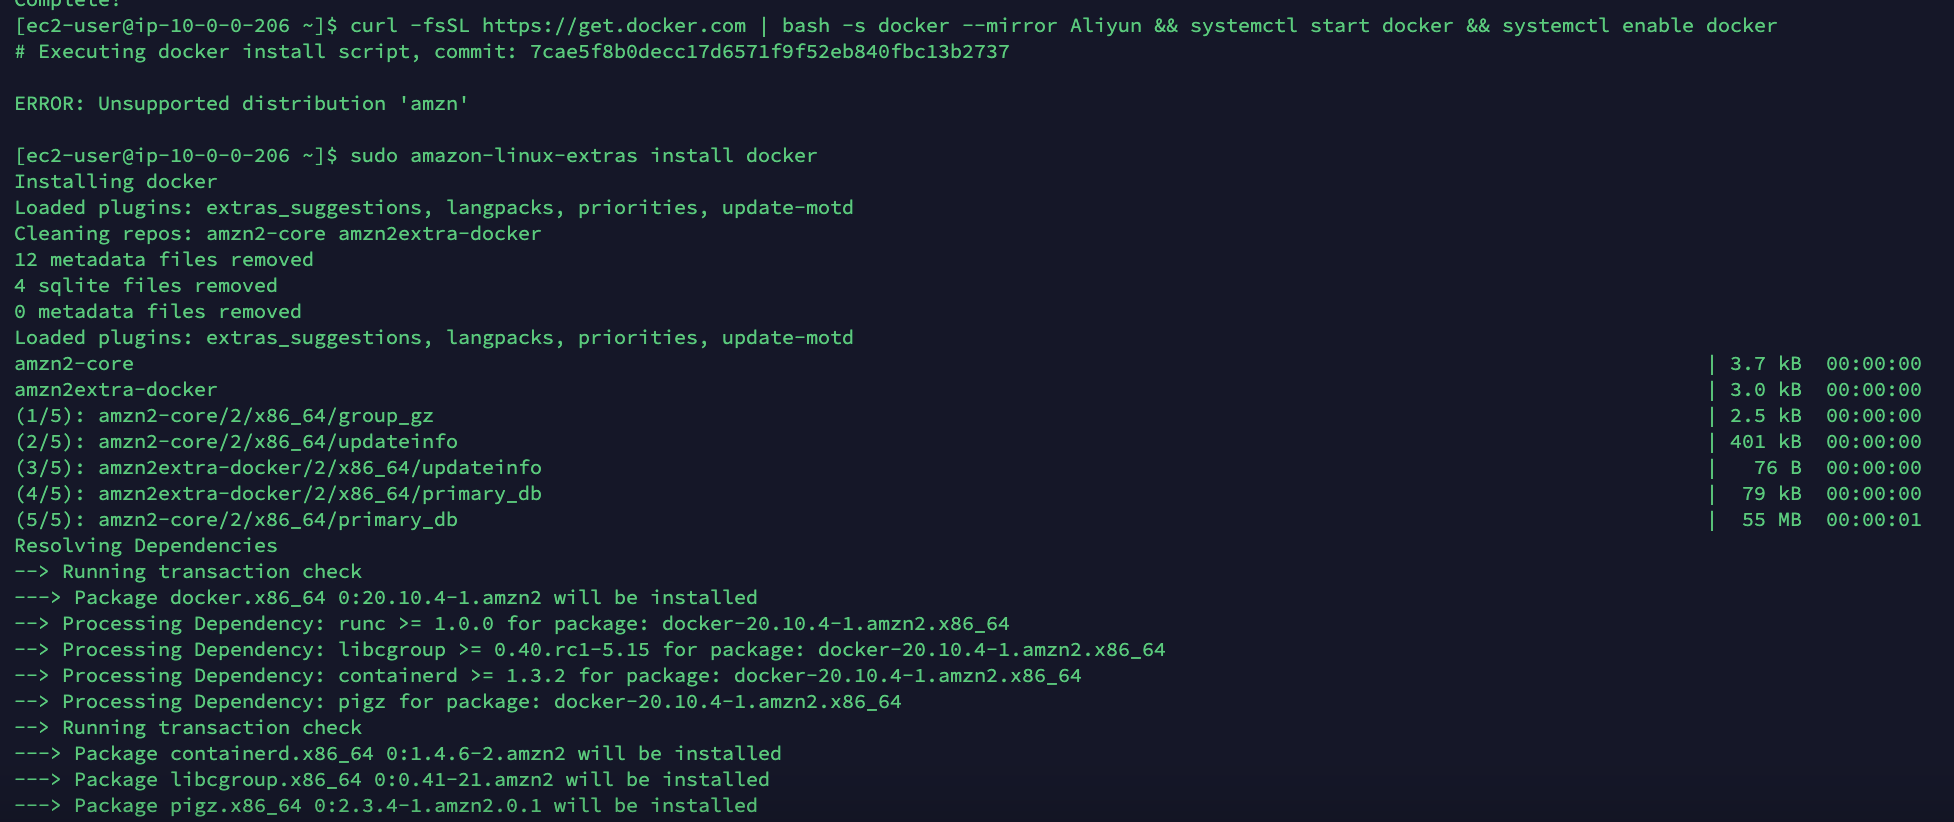 Complete!
[ec2-user@ip-10-0-0-206 ~]$ curl -fsSL https://get.docker.com | bash -s docker --mirror Aliyun && systemctl start docker && systemctl enable docker
# Executing docker install script, commit: 7cae5f8b0decc17d6571f9f52eb840fbc13b2737
ERROR: Unsupported distribution 'amzn'
[ec2-user@ip-10-0-0-206 ~]$ sudo amazon-linux-extras install docker
Installing docker
Loaded plugins: extras_suggestions, langpacks, priorities, update-motd
Cleaning repos: amzn2-core amzn2extra-docker
12 metadata files removed
4 sqlite files removed
0 metadata files removed
Loaded plugins: extras_suggestions, langpacks, priorities, update-motd
amzn2-core | 3.7 kB 00:00:00
amzn2extra-docker | 3.0 kB 00:00:00
(1/5): amzn2-core/2/x86_64/group_gz | 2.5 kB 00:00:00
(2/5): amzn2-core/2/x86_64/updateinfo | 401 kB 00:00:00
(3/5): amzn2extra-docker/2/x86_64/updateinfo | 76 B 00:00:00
(4/5): amzn2extra-docker/2/x86_64/primary_db | 79 kB 00:00:00
(5/5): amzn2-core/2/x86_64/primary_db | 55 MB 00:00:01
Resolving Dependencies
--> Running transaction check
---> Package docker.x86_64 0:20.10.4-1.amzn2 will be installed
--> Processing Dependency: runc >= 1.0.0 for package: docker-20.10.4-1.amzn2.x86_64
--> Processing Dependency: libcgroup >= 0.40.rc1-5.15 for package: docker-20.10.4-1.amzn2.x86_64
--> Processing Dependency: containerd >= 1.3.2 for package: docker-20.10.4-1.amzn2.x86_64
--> Processing Dependency: pigz for package: docker-20.10.4-1.amzn2.x86_64
--> Running transaction check
---> Package containerd.x86_64 0:1.4.6-2.amzn2 will be installed
---> Package libcgroup.x86_64 0:0.41-21.amzn2 will be installed
---> Package pigz.x86_64 0:2.3.4-1.amzn2.0.1 will be installed